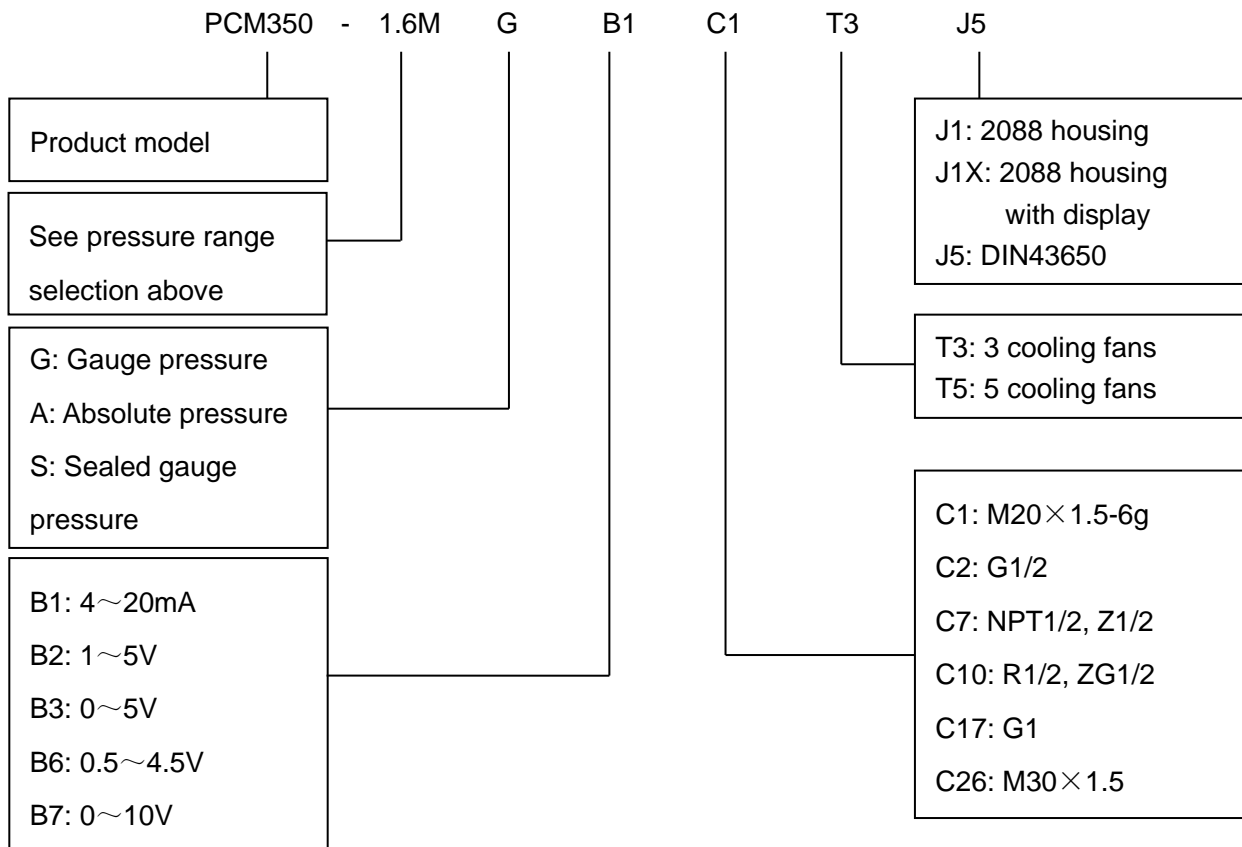 PCM350 - 1.6M G B1 C1 T3 J5
Product model
See pressure range
selection above
G: Gauge pressure
A: Absolute pressure
S: Sealed gauge
pressure
B1: 4～20mA
B2: 1～5V
B3: 0～5V
B6: 0.5～4.5V
B7: 0～10V
J1: 2088 housing
J1X: 2088 housing
with display
J5: DIN43650
T3: 3 cooling fans
T5: 5 cooling fans
C1: M20×1.5-6g
C2: G1/2
C7: NPT1/2, Z1/2
C10: R1/2, ZG1/2
C17: G1
C26: M30×1.5